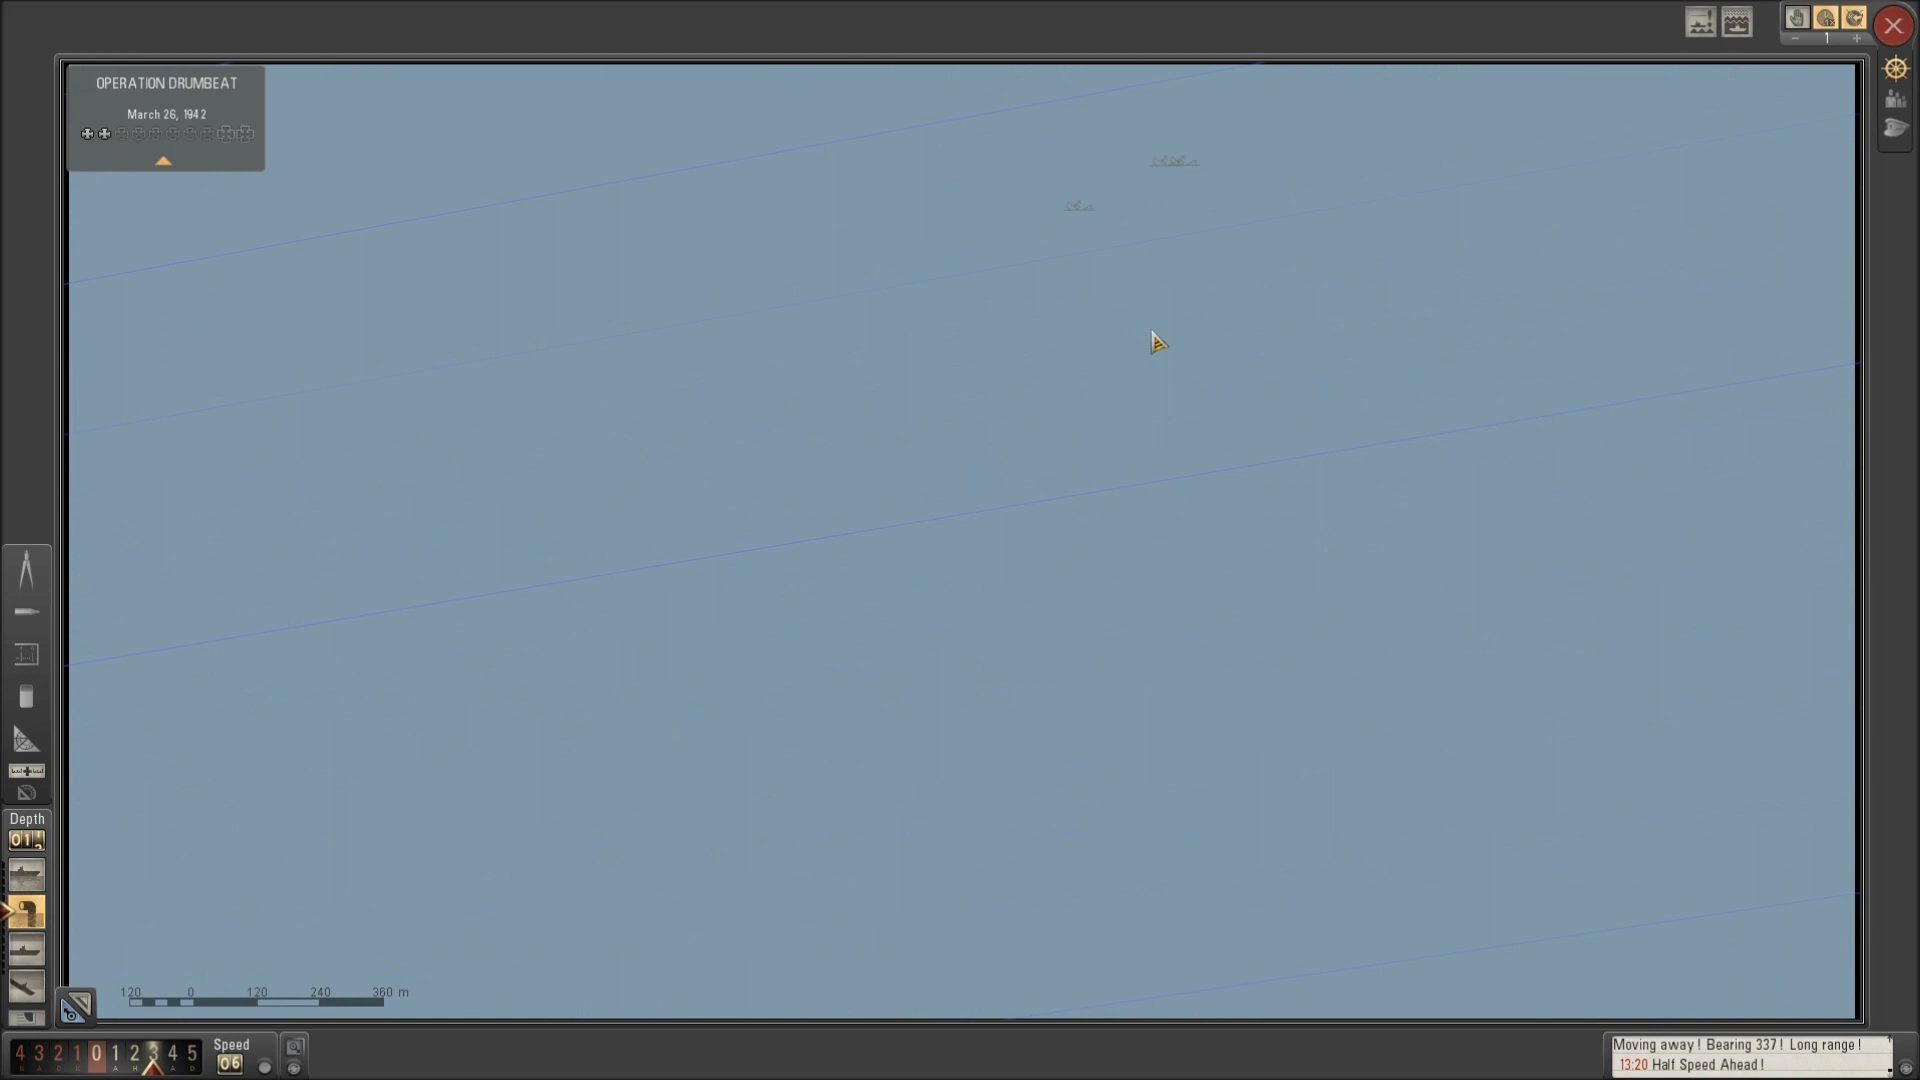 OPERATION DRUMBEAT
March 26, 1942
1
Depth
01
120 0 120 240 360 m
4 3 2 1 0 1 2 3 4 5
Speed
06
Moving away! Bearing 337! Long range!
13:20 Half Speed Ahead!